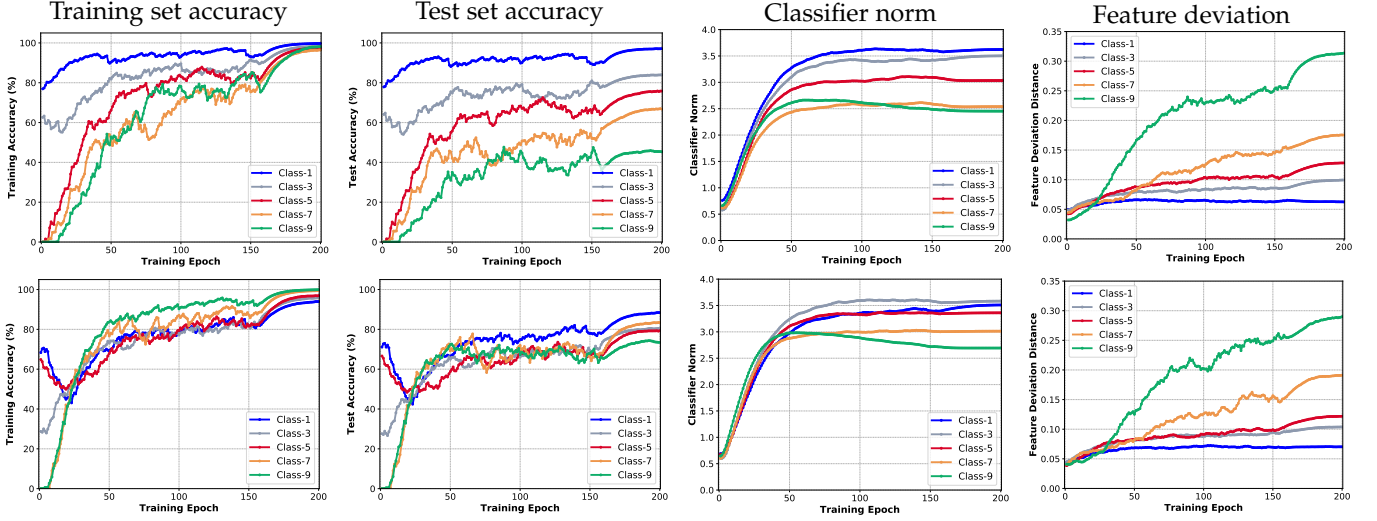 Training set accuracy
Test set accuracy
Classifier norm
Feature deviation
Training Acccuracy (%)
100
80
60
40
20
0
0 50 100 150 200
Training Epoch
Class-1
Class-3
Class-5
Class-7
Class-9
Test Accuracy (%)
100
80
60
40
20
0
0 50 100 150 200
Training Epoch
Class-1
Class-3
Class-5
Class-7
Class-9
Classifier Norm
4.0
3.5
3.0
2.5
2.0
1.5
1.0
0.5
0.0
0 50 100 150 200
Training Epoch
Class-1
Class-3
Class-5
Class-7
Class-9
Feature Deviation Distance
0.35
0.30
0.25
0.20
0.15
0.10
0.05
0.00
0 50 100 150 200
Training Epoch
Class-1
Class-3
Class-5
Class-7
Class-9
Training Acccuracy (%)
100
80
60
40
20
0
0 50 100 150 200
Training Epoch
Class-1
Class-3
Class-5
Class-7
Class-9
Test Accuracy (%)
100
80
60
40
20
0
0 50 100 150 200
Training Epoch
Class-1
Class-3
Class-5
Class-7
Class-9
Classifier Norm
4.0
3.5
3.0
2.5
2.0
1.5
1.0
0.5
0.0
0 50 100 150 200
Training Epoch
Class-1
Class-3
Class-5
Class-7
Class-9
Feature Deviation Distance
0.35
0.30
0.25
0.20
0.15
0.10
0.05
0.00
0 50 100 150 200
Training Epoch
Class-1
Class-3
Class-5
Class-7
Class-9